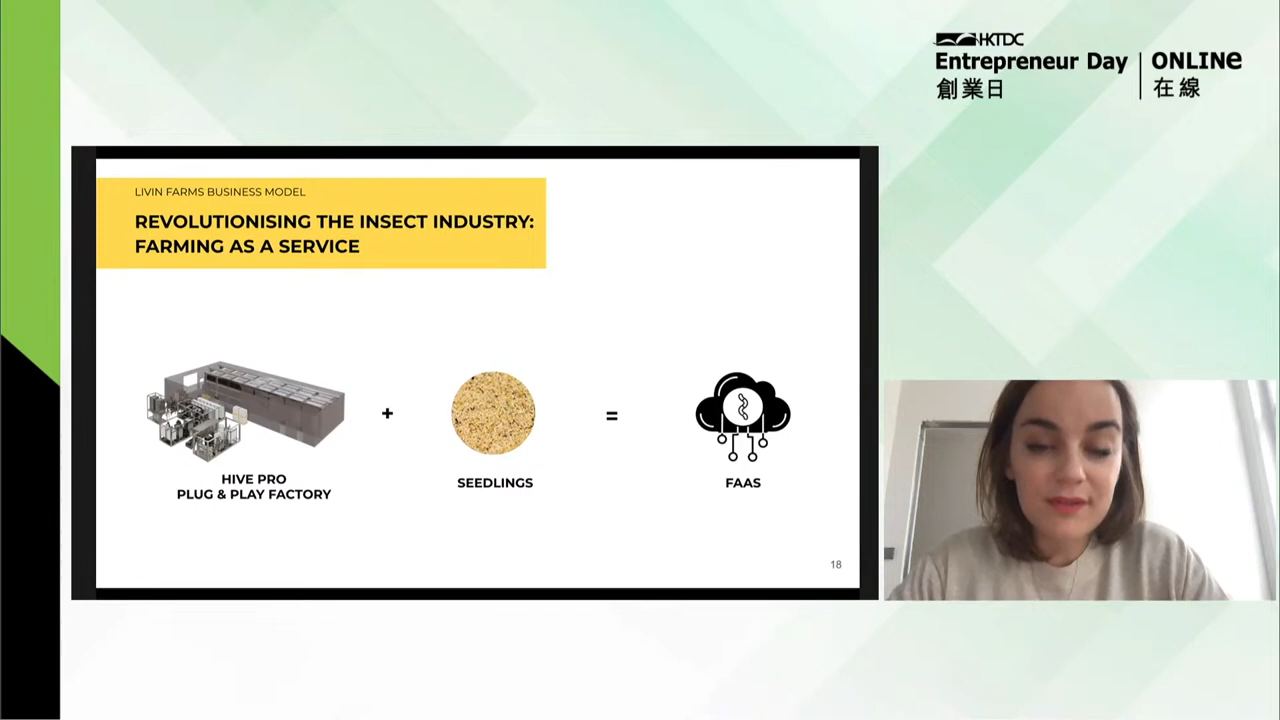 HKTDC
Entrepreneur Day
創業日
ONLINe
在線
LIVIN FARMS BUSINESS MODEL
REVOLUTIONISING THE INSECT INDUSTRY:
FARMING AS A SERVICE
+
=
HIVE PRO
PLUG & PLAY FACTORY
SEEDLINGS
FAAS
18